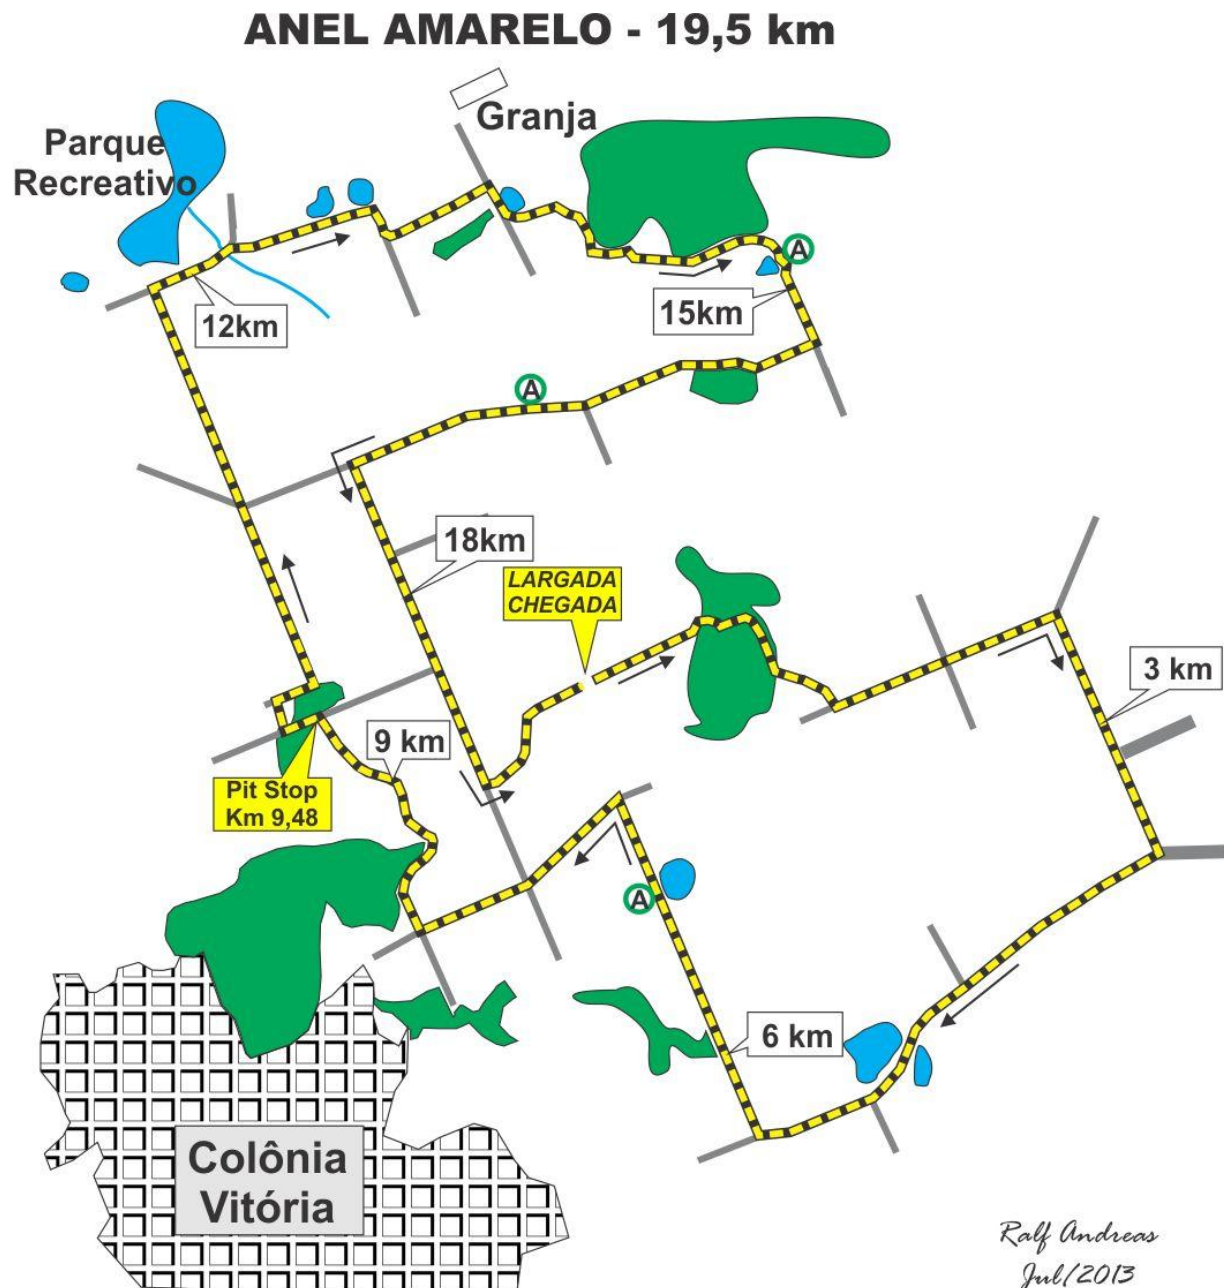 ANEL AMARELO - 19,5 km
Granja
Parque
Recreativo
A
12km
15km
A
18km
LARGADA
CHEGADA
3 km
9 km
Pit Stop
Km 9,48
A
6 km
Colônia
Vitória
Ralf Andreas
Jul/2013